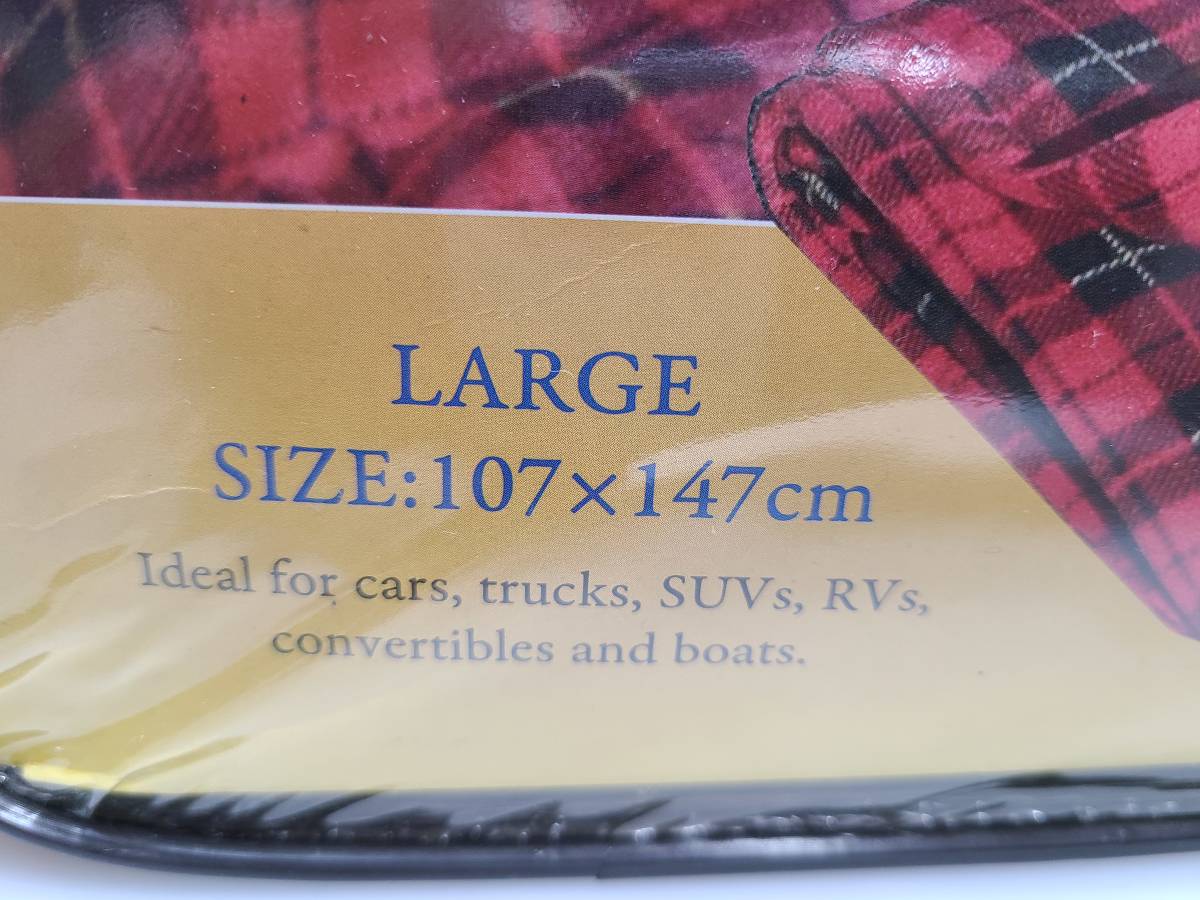 LARGE
SIZE:107×147cm
Ideal for cars, trucks, SUVs, RVs,
convertibles and boats.